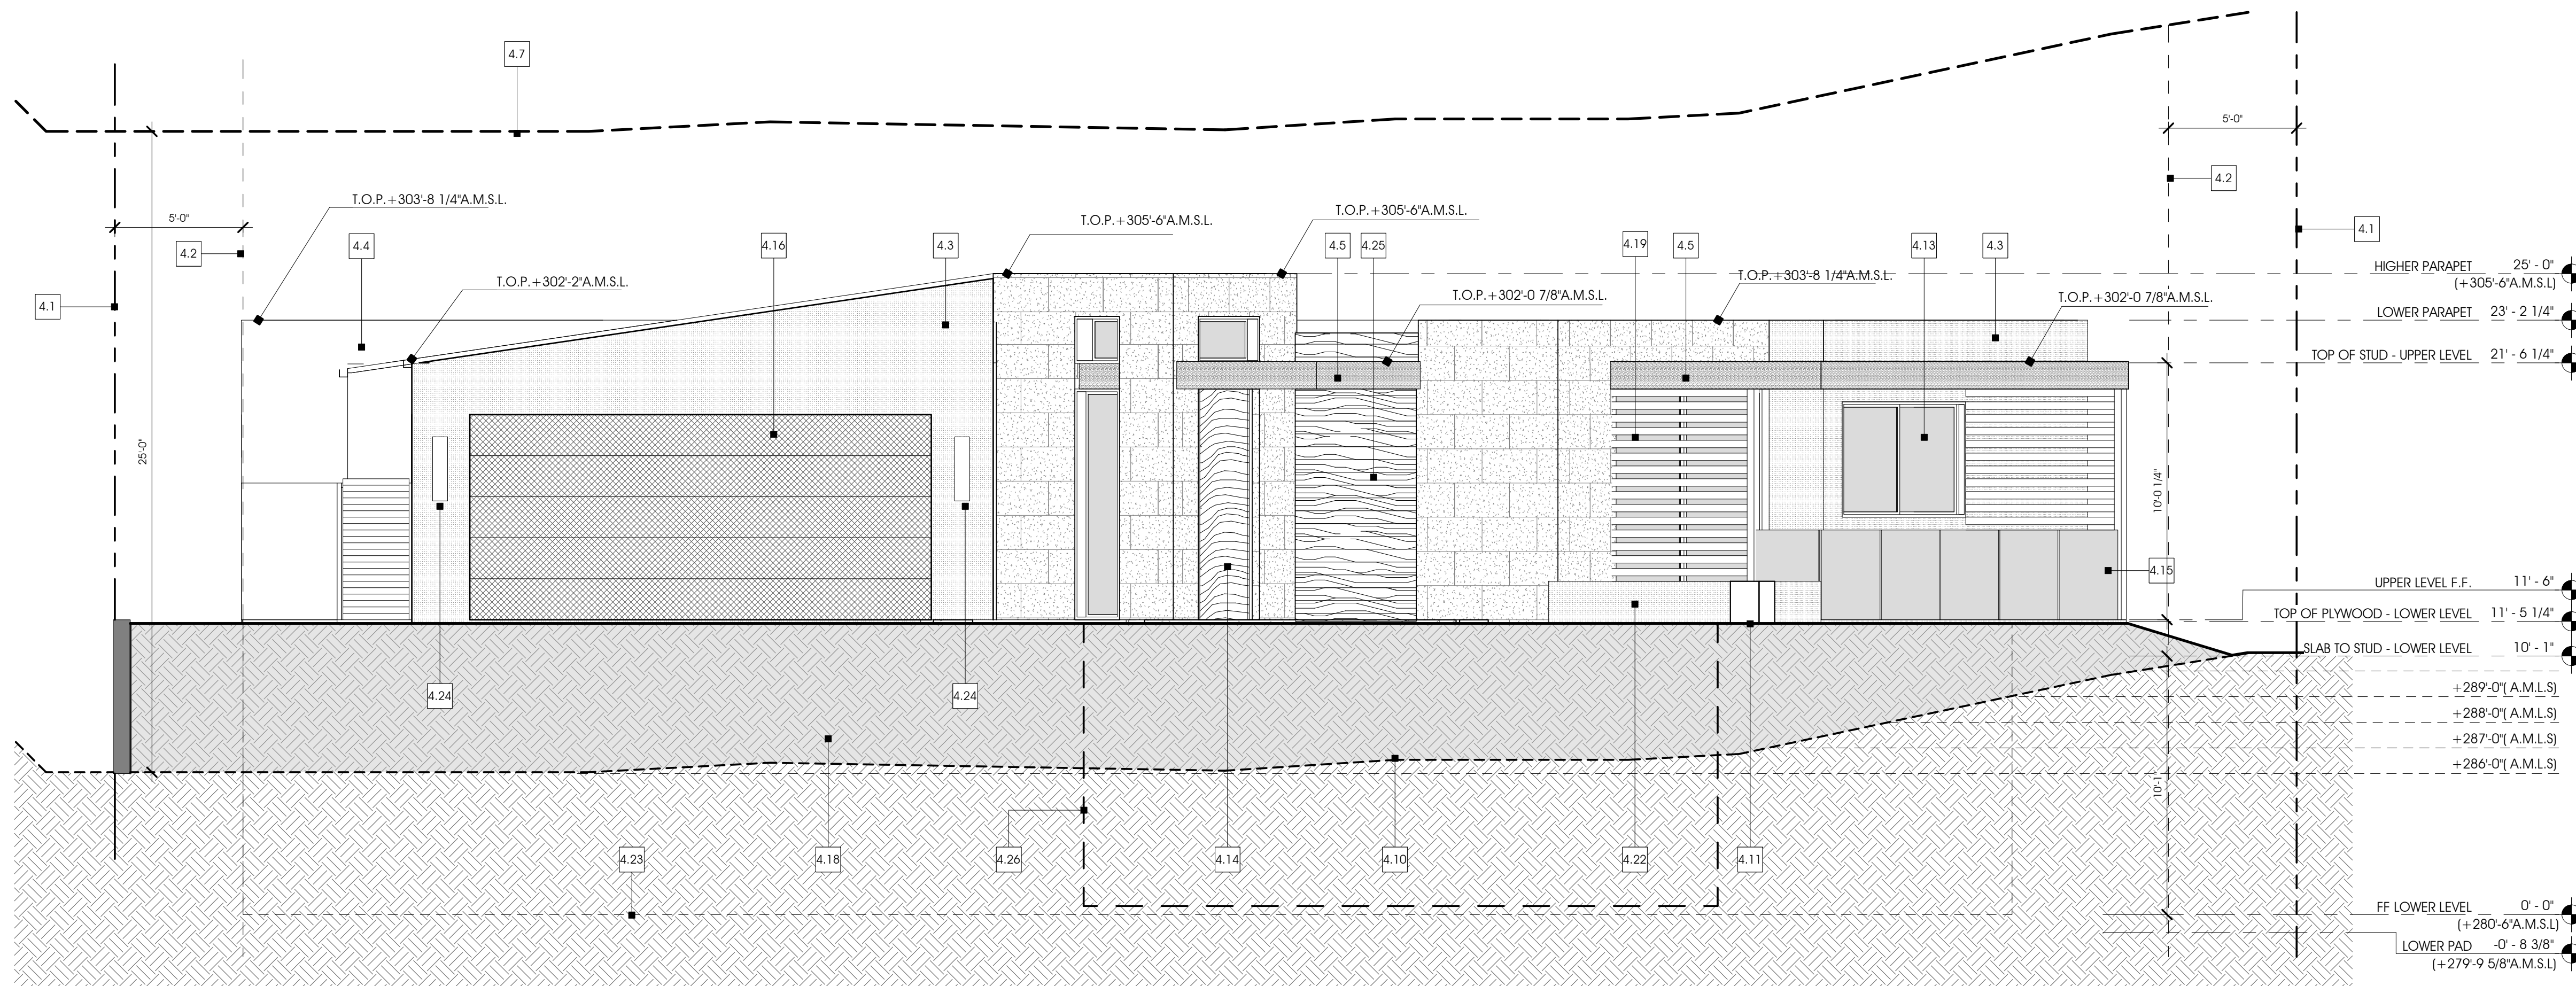 4.7
5'-0"
4.2
T.O.P.+303'-8 1/4"A.M.S.L.
T.O.P.+305'-6"A.M.S.L.
T.O.P.+305'-6"A.M.S.L.
5'-0"
4.1
4.2
4.4
4.16
4.3
4.5
4.25
4.19
4.5
4.13
4.3
4.1
HIGHER PARAPET 25' - 0"
(+305'-6"A.M.S.L)
T.O.P.+302'-2"A.M.S.L.
T.O.P.+303'-8 1/4"A.M.S.L.
T.O.P.+302'-0 7/8"A.M.S.L.
T.O.P.+302'-0 7/8"A.M.S.L.
LOWER PARAPET 23' - 2 1/4"
TOP OF STUD - UPPER LEVEL 21' - 6 1/4"
25'-0"
10'-0 1/4"
4.15
UPPER LEVEL F.F. 11' - 6"
TOP OF PLYWOOD - LOWER LEVEL 11' - 5 1/4"
SLAB TO STUD - LOWER LEVEL 10' - 1"
4.24
4.24
+289'-0"( A.M.L.S)
+288'-0"( A.M.L.S)
+287'-0"( A.M.L.S)
+286'-0"( A.M.L.S)
10'-1"
4.23
4.18
4.26
4.14
4.10
4.22
4.11
FF LOWER LEVEL 0' - 0"
(+280'-6"A.M.S.L)
LOWER PAD -0' - 8 3/8"
(+279'-9 5/8"A.M.S.L)